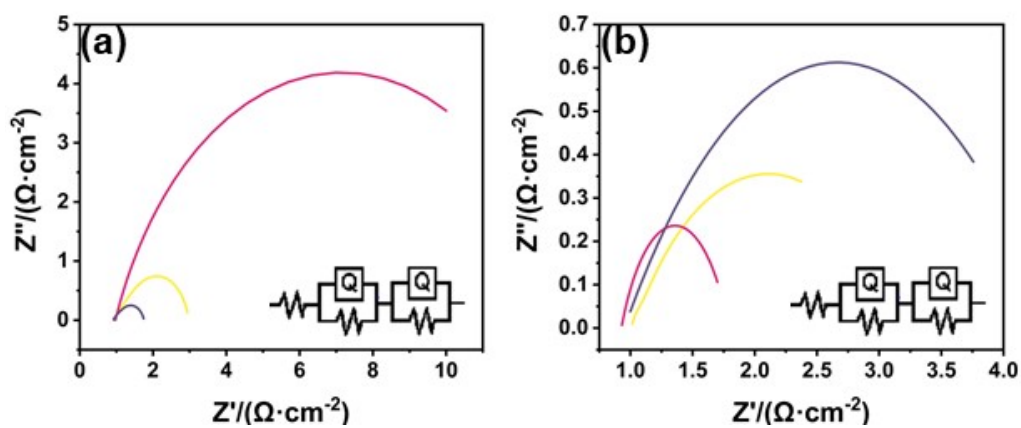 (a)
5
4
3
2
1
0
Z''/(Ω·cm⁻²)
0 2 4 6 8 10
Z'/(Ω·cm⁻²)
Q Q
(b)
0.7
0.6
0.5
0.4
0.3
0.2
0.1
0.0
Z''/(Ω·cm⁻²)
1.0 1.5 2.0 2.5 3.0 3.5 4.0
Z'/(Ω·cm⁻²)
Q Q